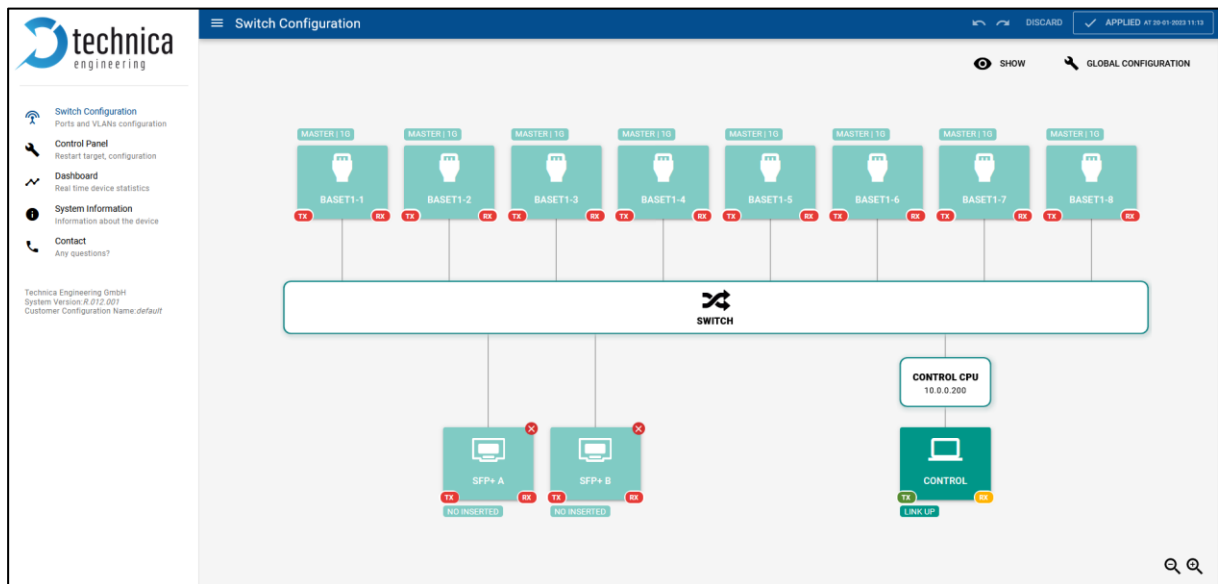 technica
engineering
Switch Configuration
DISCARD
APPLIED AT 20-01-2023 11:13
SHOW
GLOBAL CONFIGURATION
Switch Configuration
Ports and VLANs configuration
Control Panel
Restart target, configuration
Dashboard
Real time device statistics
System Information
Information about the device
Contact
Any questions?
Technica Engineering GmbH
System Version:R.012.001
Customer Configuration Name:default
MASTER | 1G MASTER | 1G MASTER | 1G MASTER | 1G MASTER | 1G MASTER | 1G MASTER | 1G MASTER | 1G
BASET1-1 BASET1-2 BASET1-3 BASET1-4 BASET1-5 BASET1-6 BASET1-7 BASET1-8
TX RX TX RX TX RX TX RX TX RX TX RX TX RX TX RX
SWITCH
CONTROL CPU
10.0.0.200
SFP+ A SFP+ B CONTROL
TX RX TX RX TX RX
NO INSERTED NO INSERTED LINK UP